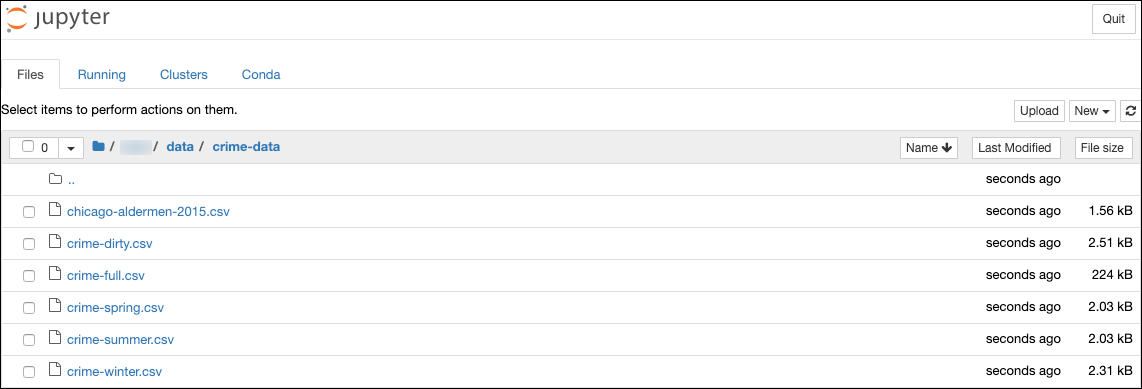 jupyter Quit
Files Running Clusters Conda
Select items to perform actions on them. Upload New
0 / / data / crime-data Name Last Modified File size
.. seconds ago
chicago-aldermen-2015.csv seconds ago 1.56 kB
crime-dirty.csv seconds ago 2.51 kB
crime-full.csv seconds ago 224 kB
crime-spring.csv seconds ago 2.03 kB
crime-summer.csv seconds ago 2.03 kB
crime-winter.csv seconds ago 2.31 kB